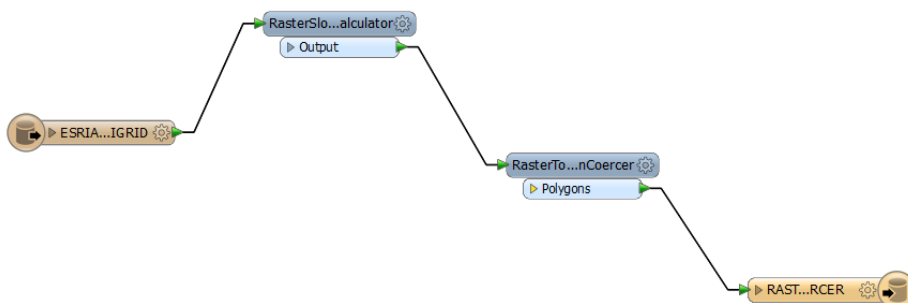 RasterSlo...alculator
Output
ESRIA...IGRID
RasterTo...nCoercer
Polygons
RAST...RCER